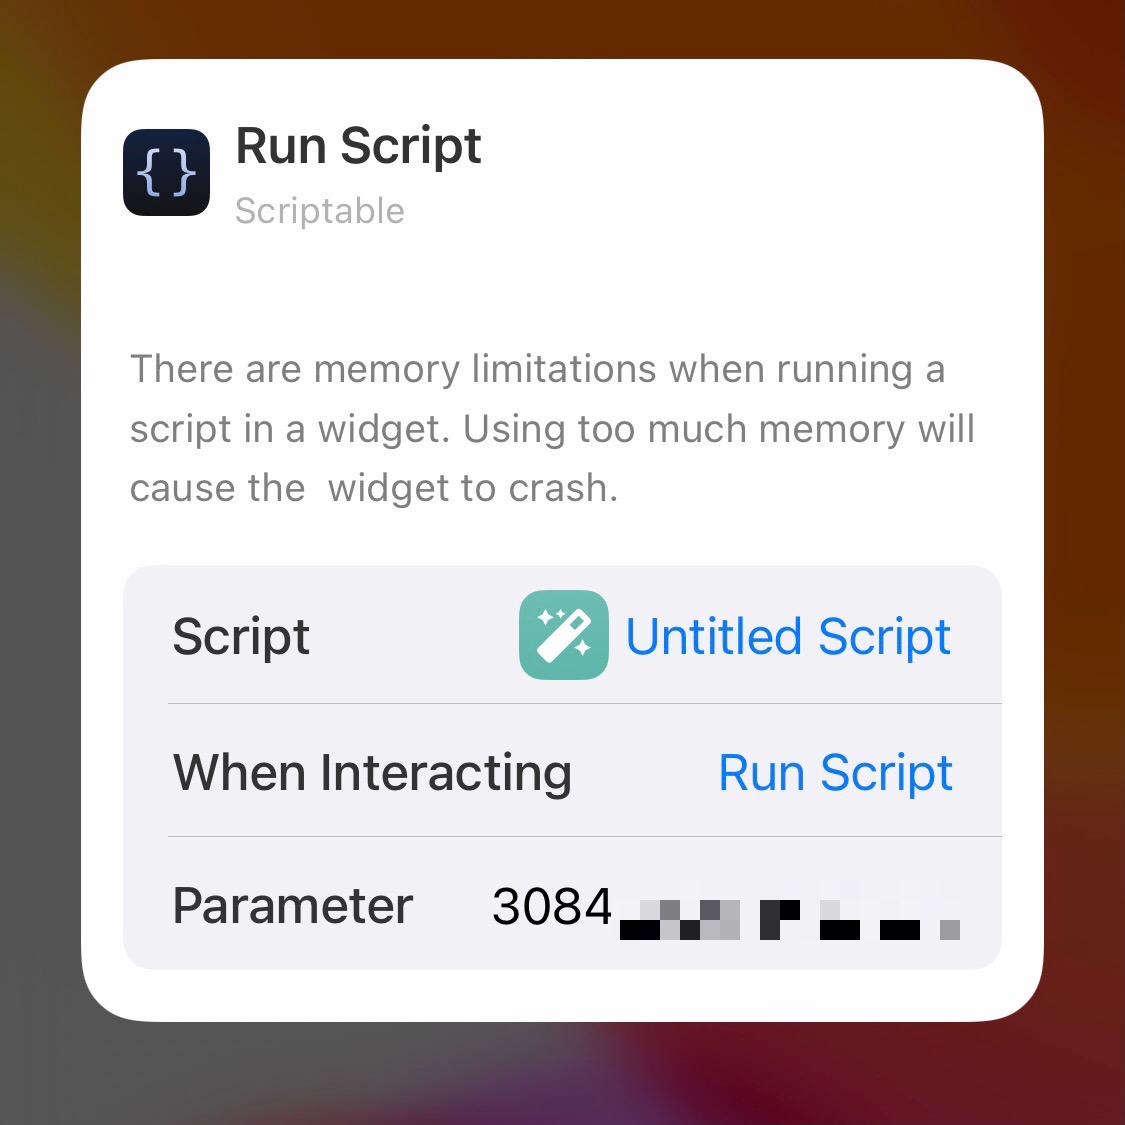 {}
Run Script
Scriptable
There are memory limitations when running a
script in a widget. Using too much memory will
cause the  widget to crash.
Script Untitled Script
When Interacting Run Script
Parameter 3084